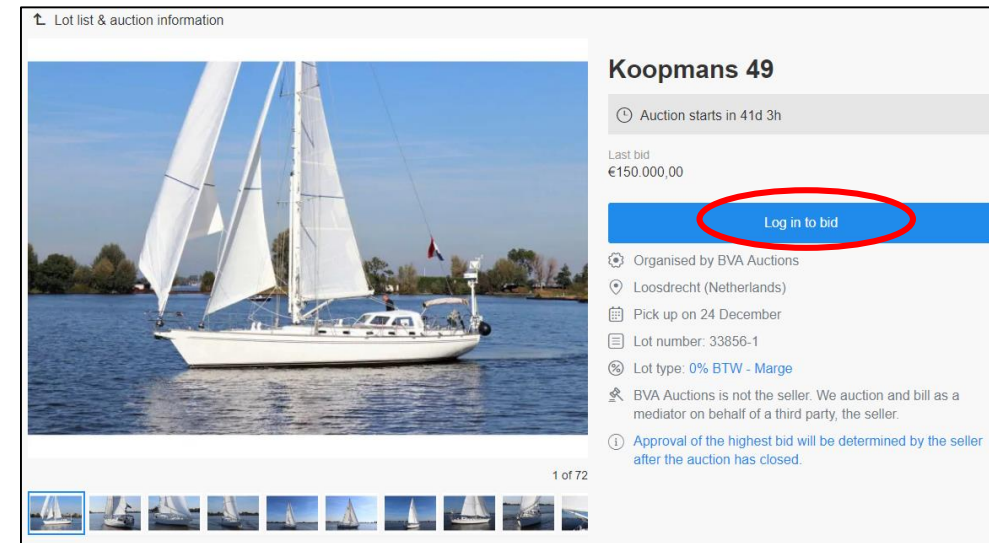 Lot list & auction information
Koopmans 49
Auction starts in 41d 3h
Last bid
€150.000,00
Log in to bid
Organised by BVA Auctions
Loosdrecht (Netherlands)
Pick up on 24 December
Lot number: 33856-1
Lot type: 0% BTW - Marge
BVA Auctions is not the seller. We auction and bill as a
mediator on behalf of a third party, the seller.
Approval of the highest bid will be determined by the seller
after the auction has closed.
1 of 72